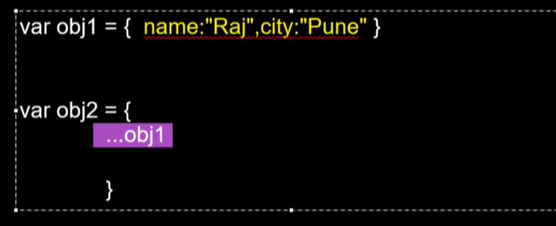 var obj1 = { name:"Raj",city:"Pune" }
var obj2 = {
...obj1
}